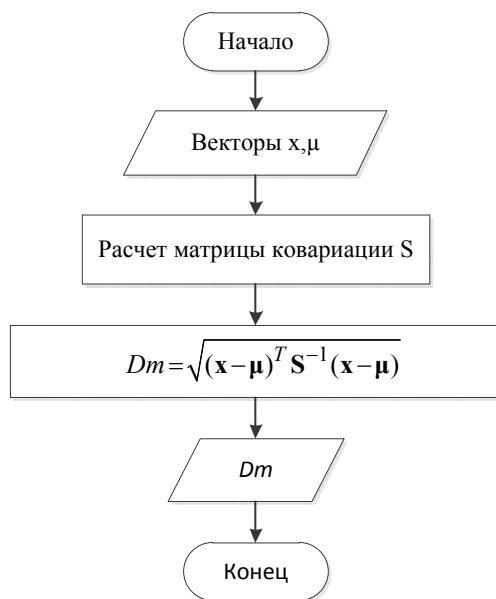 Начало
Векторы x,μ
Расчет матрицы ковариации S
Dm=√(x−μ)ᵀ S⁻¹(x−μ)
Dm
Конец